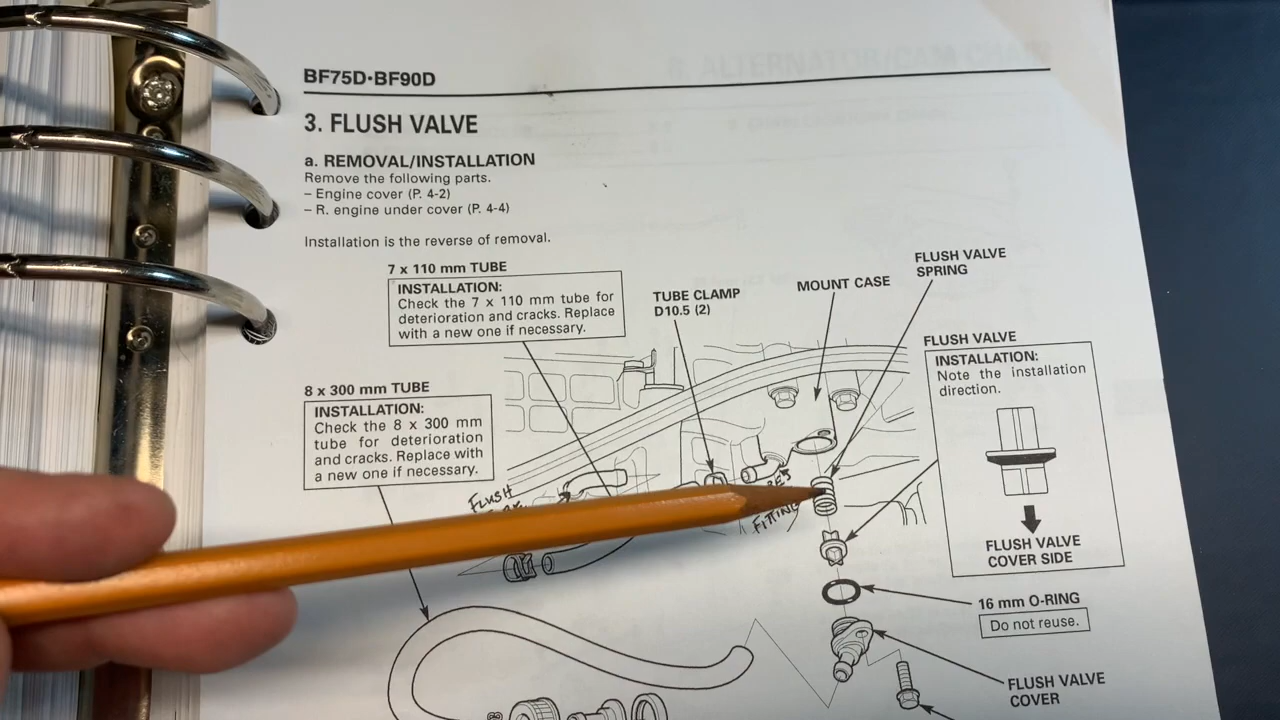 BF75D•BF90D
3. FLUSH VALVE
a. REMOVAL/INSTALLATION
Remove the following parts.
– Engine cover (P. 4-2)
– R. engine under cover (P. 4-4)
Installation is the reverse of removal.
7 x 110 mm TUBE
INSTALLATION:
Check the 7 x 110 mm tube for
deterioration and cracks. Replace
with a new one if necessary.
TUBE CLAMP
D10.5 (2)
MOUNT CASE
FLUSH VALVE
SPRING
FLUSH VALVE
INSTALLATION:
Note the installation
direction.
FLUSH VALVE
COVER SIDE
8 x 300 mm TUBE
INSTALLATION:
Check the 8 x 300 mm
tube for deterioration
and cracks. Replace with
a new one if necessary.
FLUSH
FITTING
16 mm O-RING
Do not reuse.
FLUSH VALVE
COVER